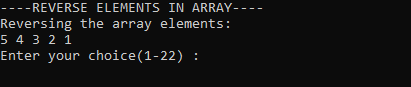 ----REVERSE ELEMENTS IN ARRAY----
Reversing the array elements:
5 4 3 2 1
Enter your choice(1-22) :